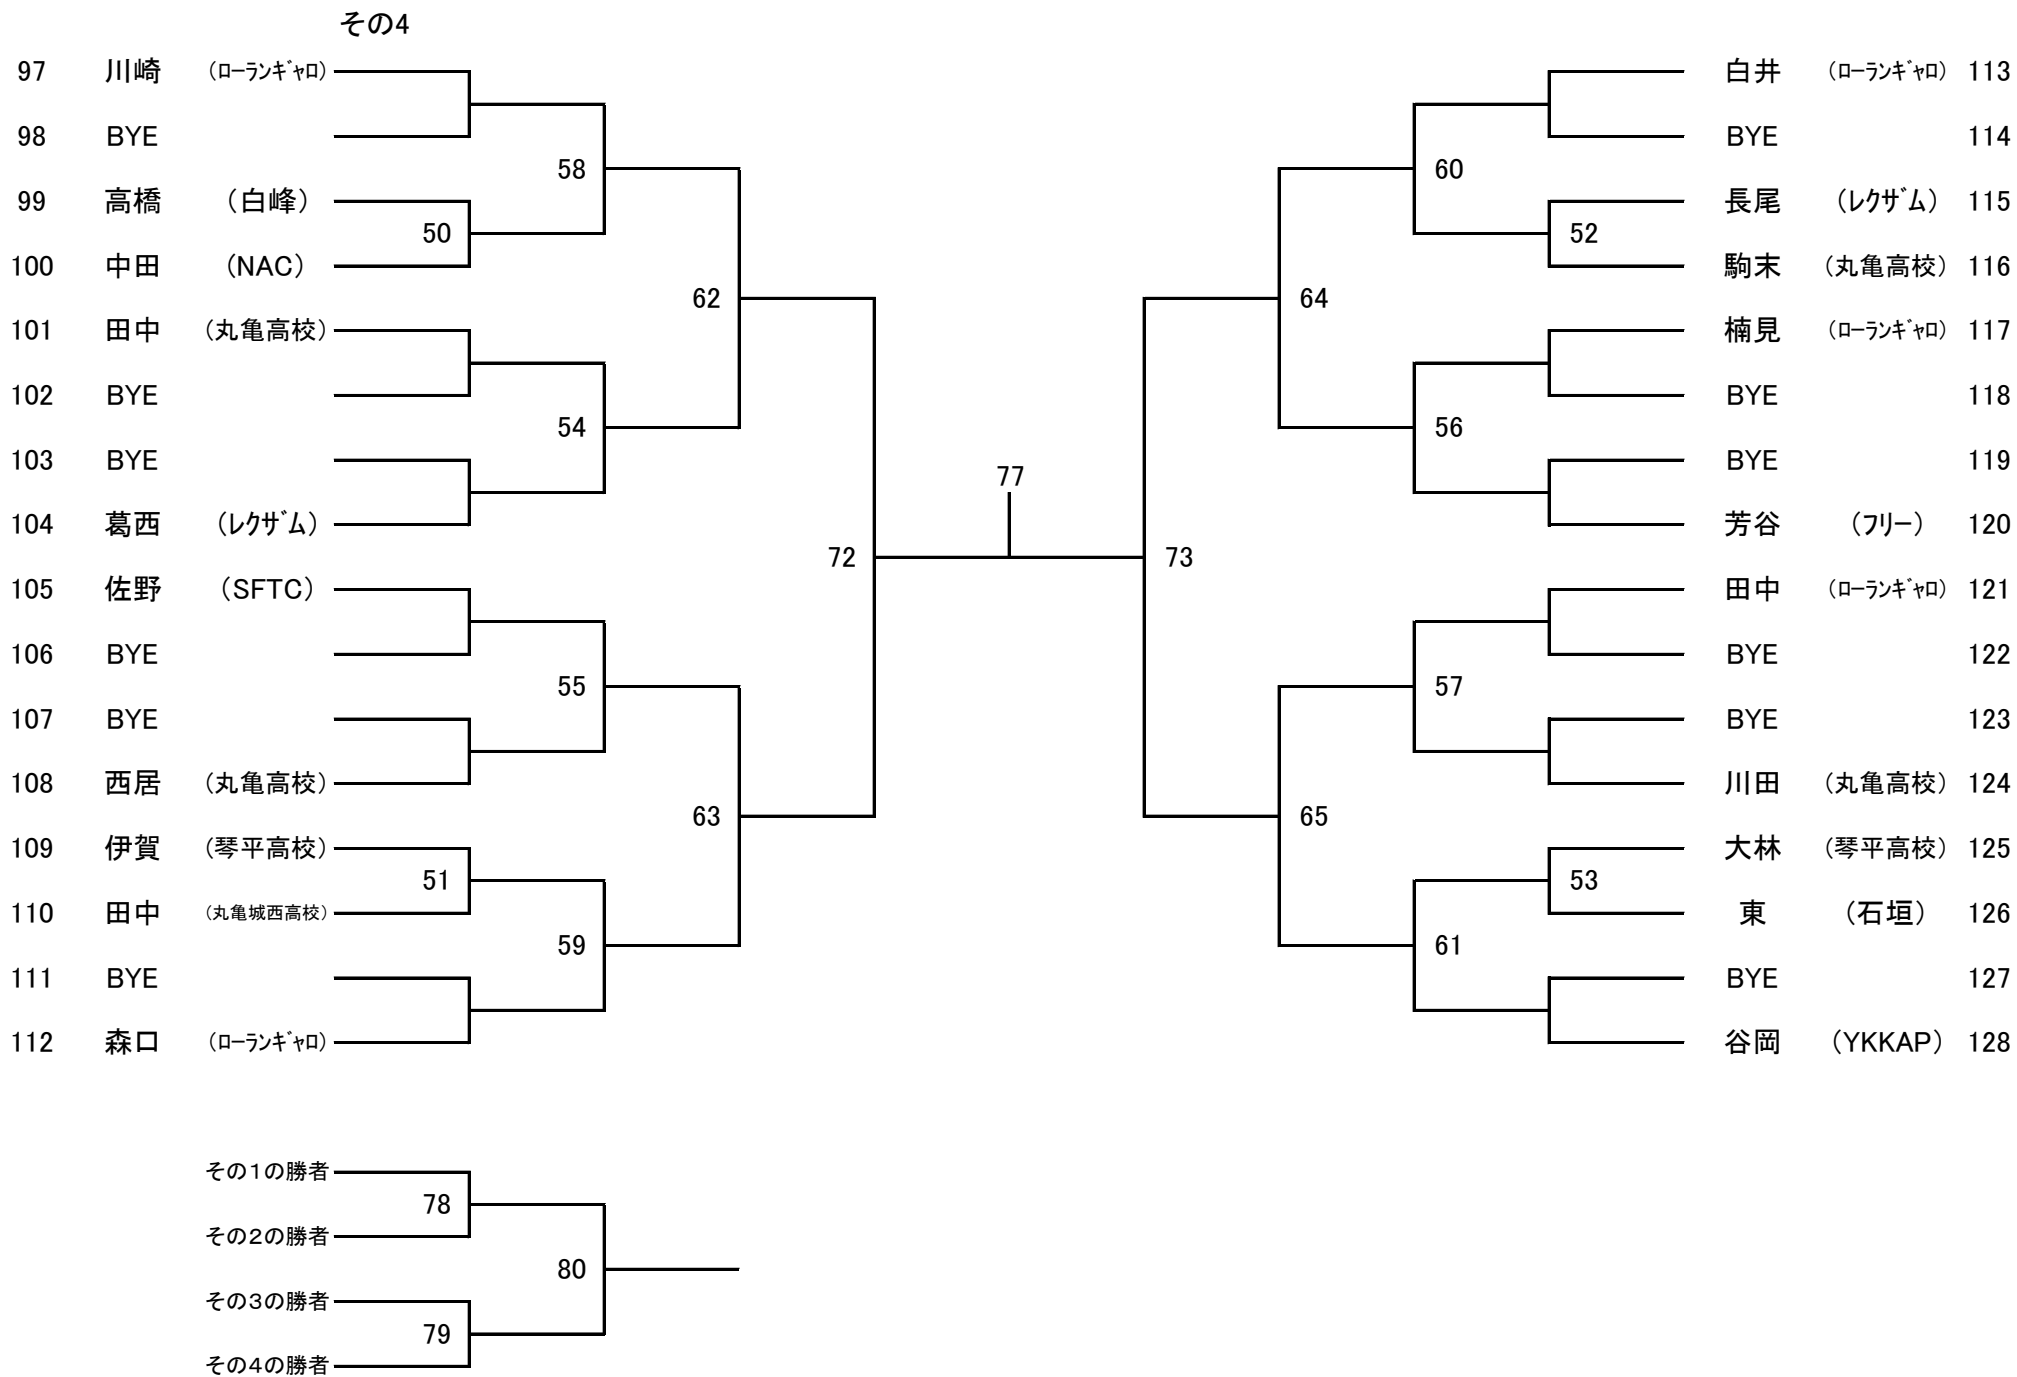 その4
97 川崎 (ﾛｰﾗﾝｷﾞｬﾛ) 白井 (ﾛｰﾗﾝｷﾞｬﾛ) 113
98 BYE BYE 114
58 60
99 高橋 (白峰) 長尾 (ﾚｸｻﾞﾑ) 115
50 52
100 中田 (NAC) 駒末 (丸亀高校) 116
62 64
101 田中 (丸亀高校) 楠見 (ﾛｰﾗﾝｷﾞｬﾛ) 117
102 BYE BYE 118
54 56
103 BYE BYE 119
77
104 葛西 (ﾚｸｻﾞﾑ) 芳谷 (ﾌﾘｰ) 120
72 73
105 佐野 (SFTC) 田中 (ﾛｰﾗﾝｷﾞｬﾛ) 121
106 BYE BYE 122
55 57
107 BYE BYE 123
108 西居 (丸亀高校) 川田 (丸亀高校) 124
63 65
109 伊賀 (琴平高校) 大林 (琴平高校) 125
51 53
110 田中 (丸亀城西高校) 東 (石垣) 126
59 61
111 BYE BYE 127
112 森口 (ﾛｰﾗﾝｷﾞｬﾛ) 谷岡 (YKKAP) 128
その1の勝者
78
その2の勝者
80
その3の勝者
79
その4の勝者